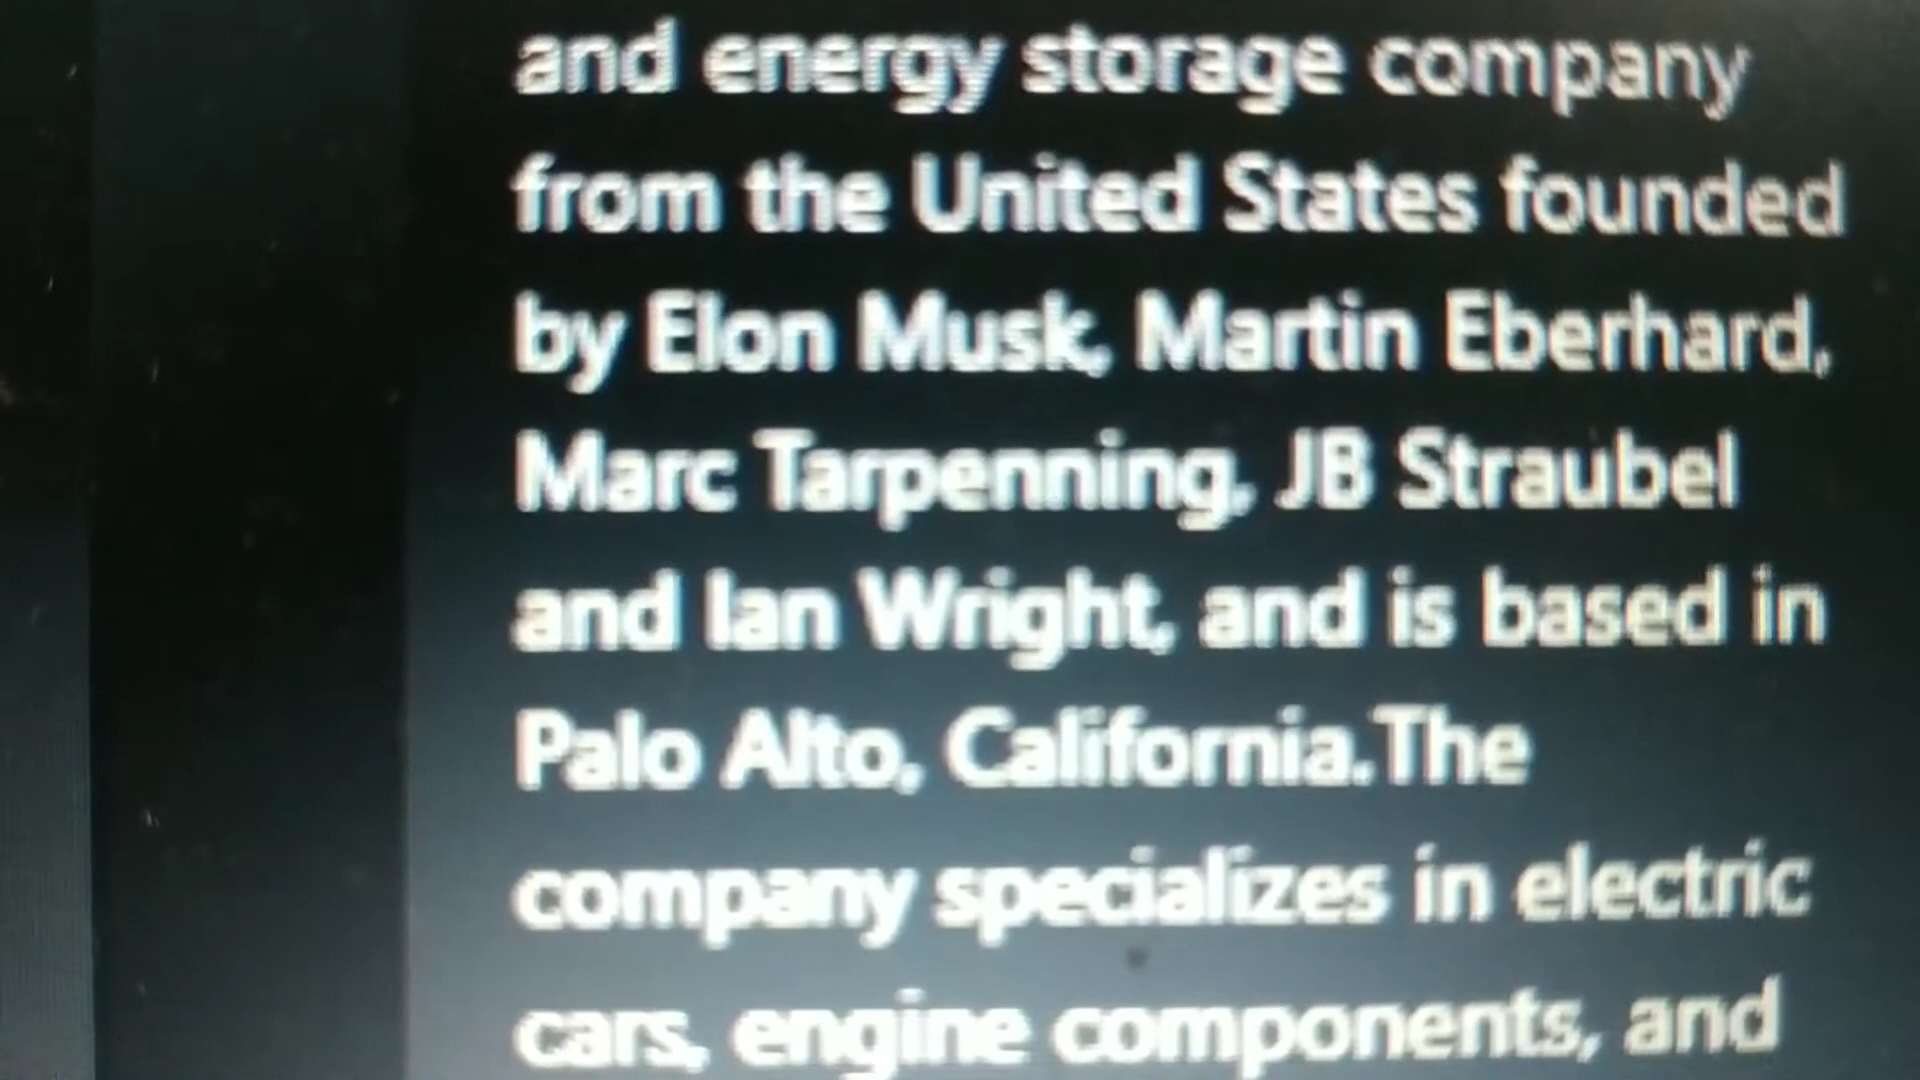 and energy storage company
from the United States founded
by Elon Musk, Martin Eberhard,
Marc Tarpenning, JB Straubel
and Ian Wright, and is based in
Palo Alto, California.The
company specializes in electric
cars, engine components, and